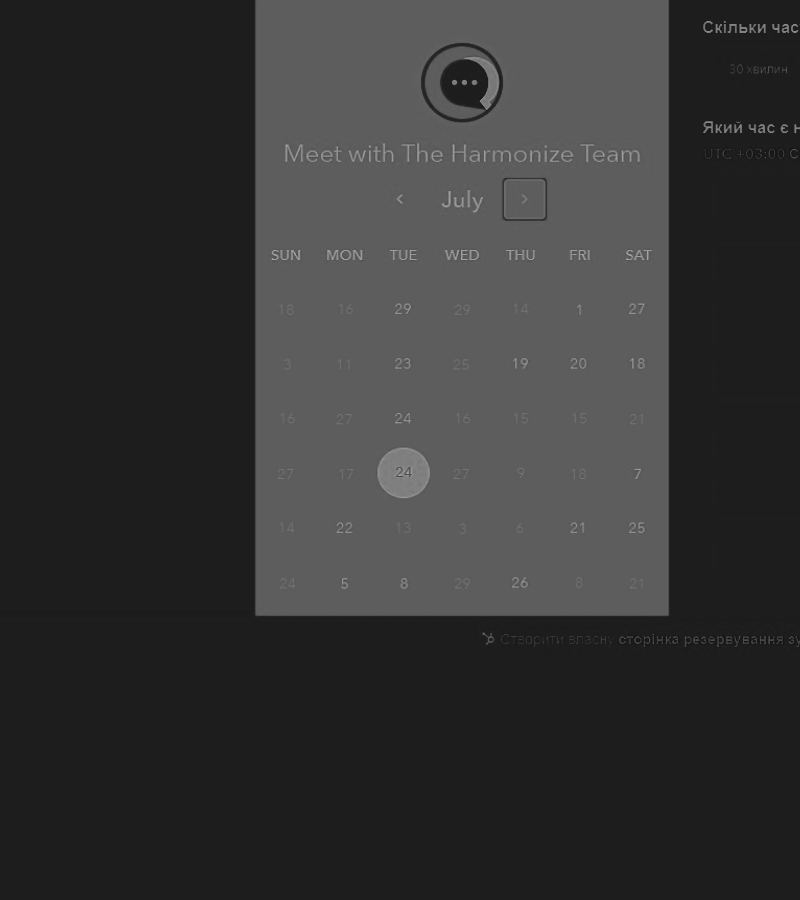 Meet with The Harmonize Team
July
SUN MON TUE WED THU FRI SAT
18 16 29 29 14 1 27
3 11 23 25 19 20 18
16 27 24 16 15 15 21
27 17 24 27 9 18 7
14 22 13 3 6 21 25
24 5 8 29 26 8 21
Скільки час
30 хвилин
Який час є н
UTC +03:00 С
Створити власну сторінка резервування зу